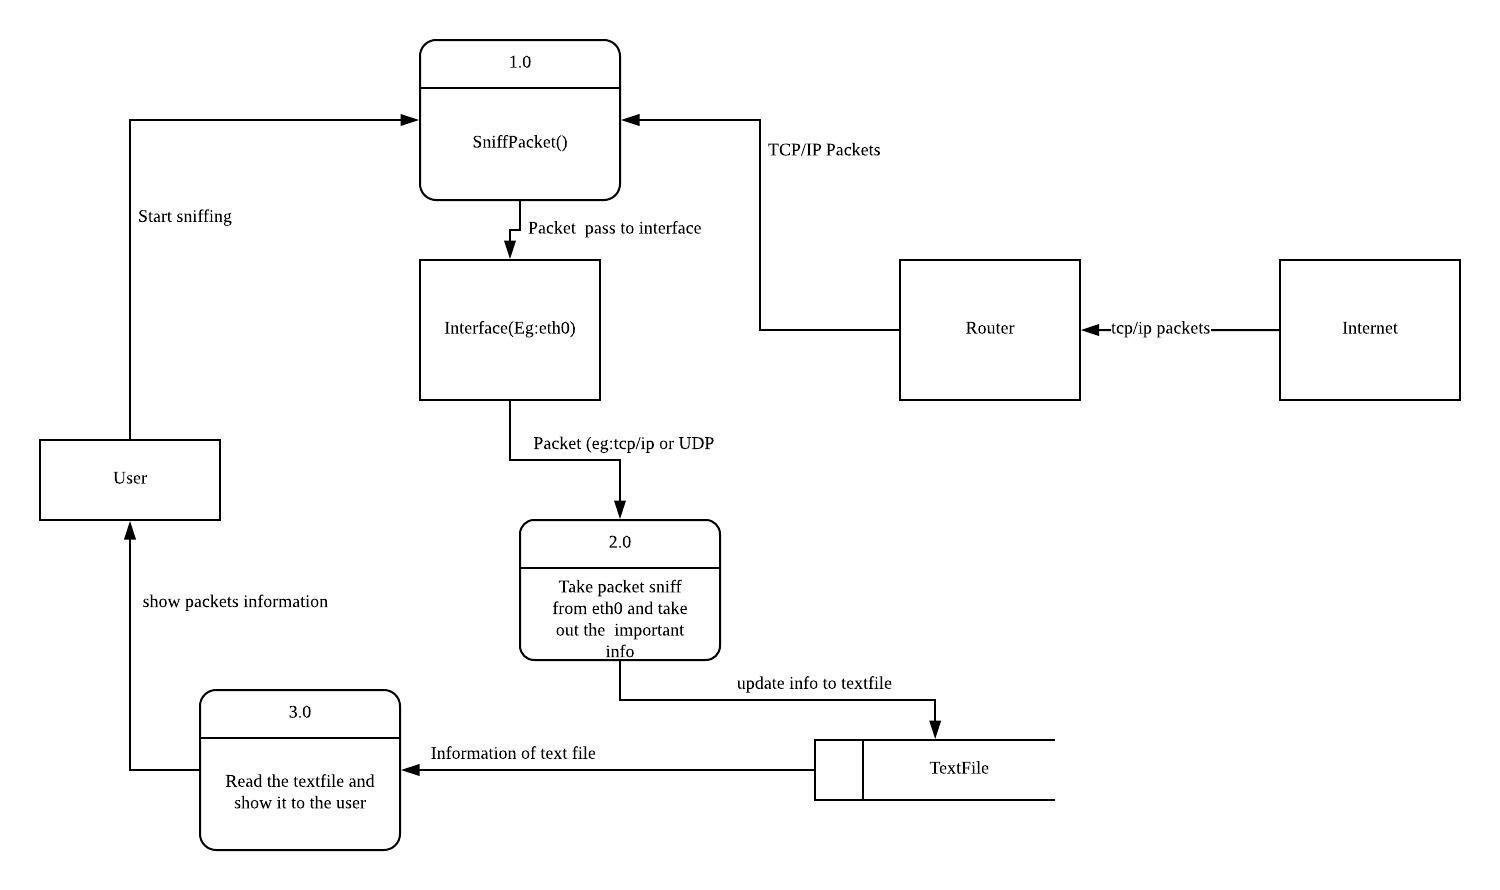 1.0
SniffPacket()
TCP/IP Packets
Start sniffing
Packet  pass to interface
Interface(Eg:eth0)
Router
tcp/ip packets
Internet
Packet (eg:tcp/ip or UDP
User
2.0
Take packet sniff
from eth0 and take
out the  important
info
show packets information
update info to textfile
3.0
Information of text file
TextFile
Read the textfile and
show it to the user